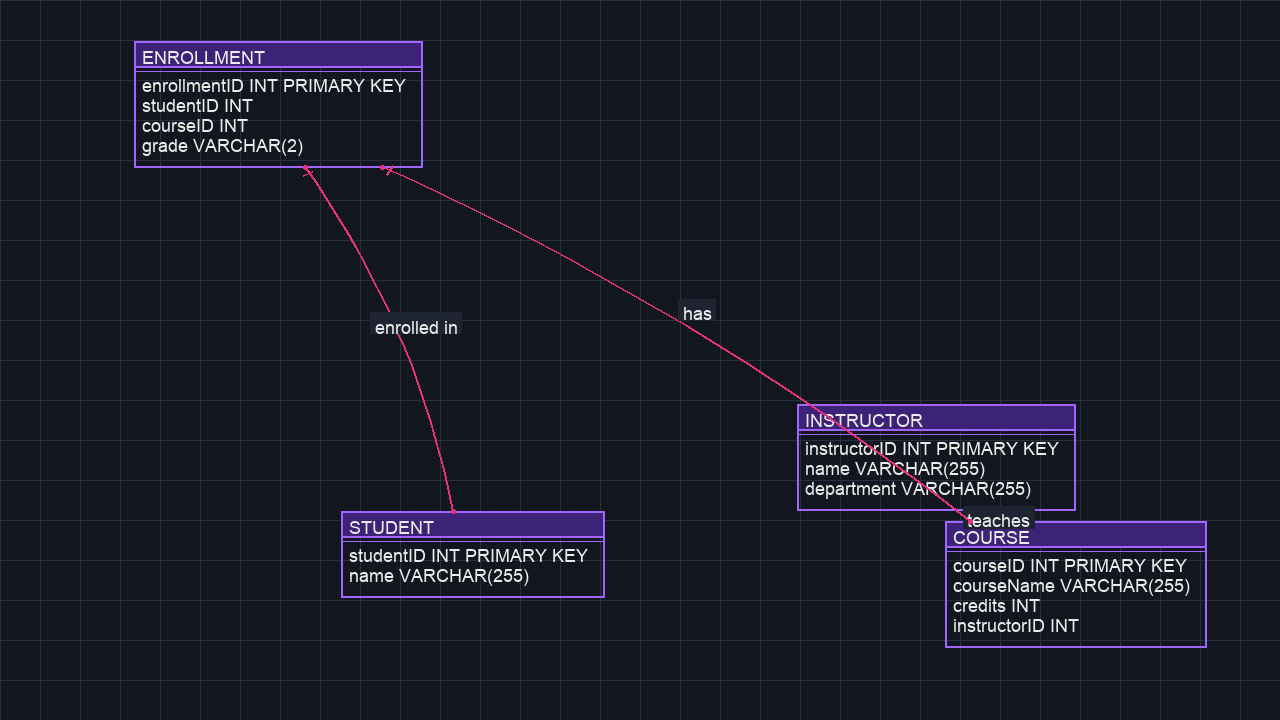 ENROLLMENT
enrollmentID INT PRIMARY KEY
studentID INT
courseID INT
grade VARCHAR(2)
has
enrolled in
INSTRUCTOR
instructorID INT PRIMARY KEY
name VARCHAR(255)
department VARCHAR(255)
teaches
STUDENT
studentID INT PRIMARY KEY
name VARCHAR(255)
COURSE
courseID INT PRIMARY KEY
courseName VARCHAR(255)
credits INT
instructorID INT